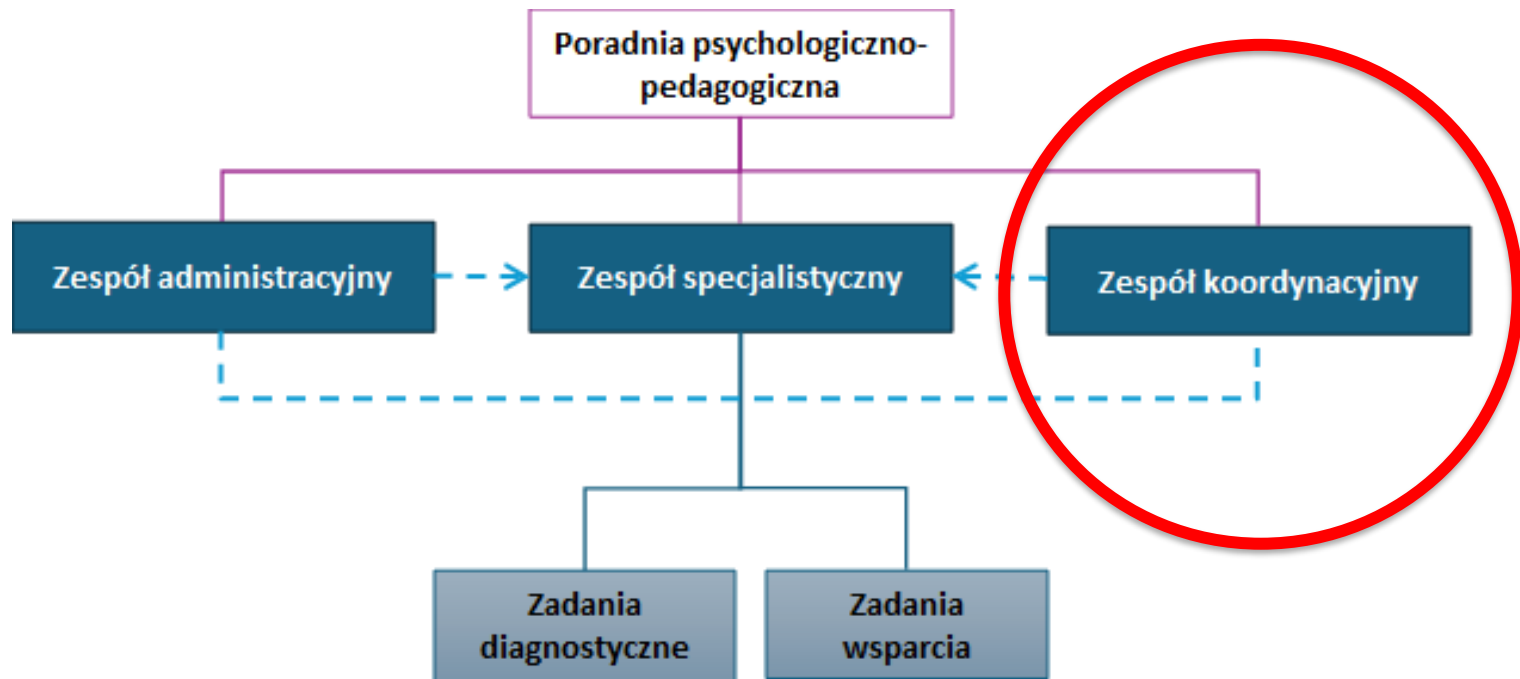 Poradnia psychologiczno-
pedagogiczna
Zespół administracyjny
Zespół specjalistyczny
Zespół koordynacyjny
Zadania
diagnostyczne
Zadania
wsparcia